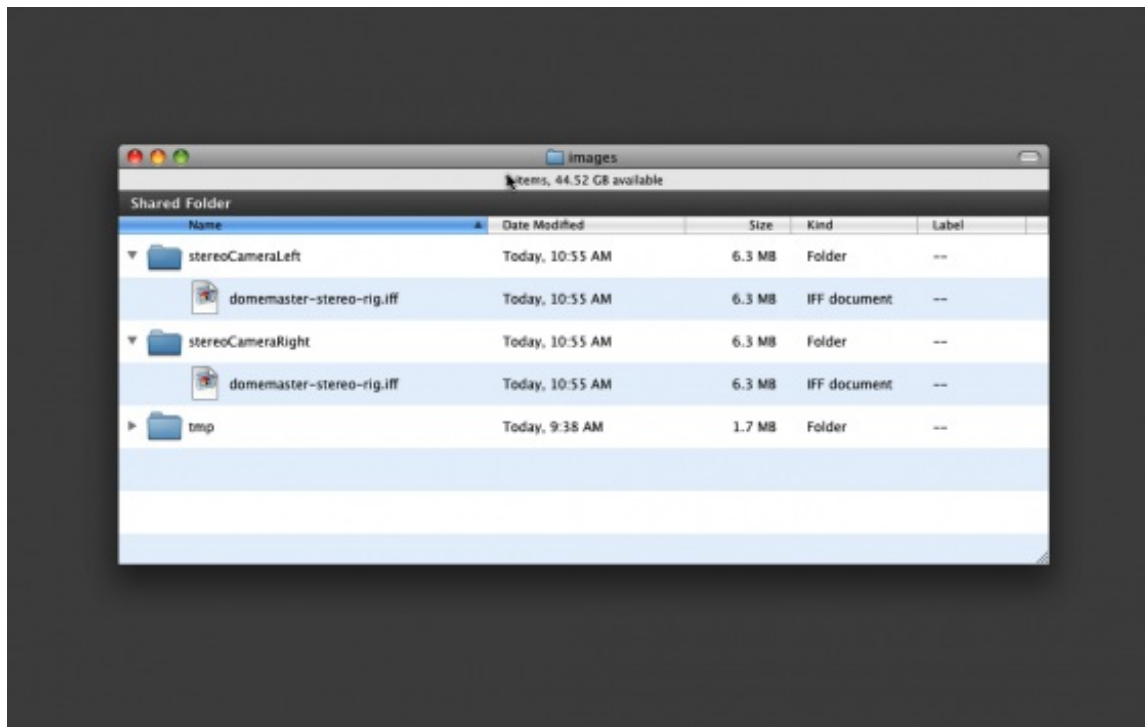 images
items, 44.52 GB available
Shared Folder
Name Date Modified Size Kind Label
stereoCameraLeft Today, 10:55 AM 6.3 MB Folder --
domemaster-stereo-rig.iff Today, 10:55 AM 6.3 MB IFF document --
stereoCameraRight Today, 10:55 AM 6.3 MB Folder --
domemaster-stereo-rig.iff Today, 10:55 AM 6.3 MB IFF document --
tmp Today, 9:38 AM 1.7 MB Folder --